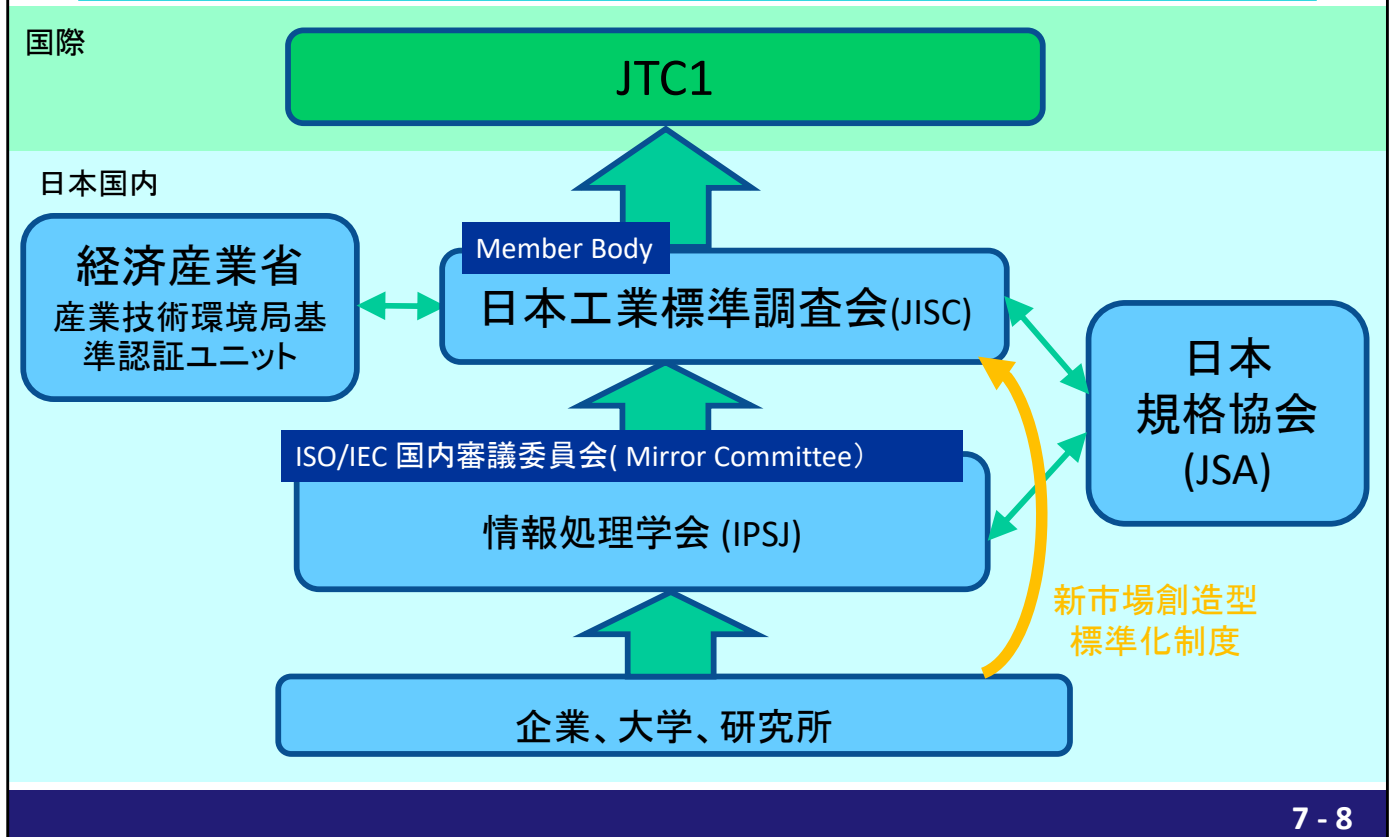 国際
JTC1
日本国内
経済産業省
産業技術環境局基
準認証ユニット
Member Body
日本工業標準調査会(JISC)
日本
規格協会
(JSA)
ISO/IEC 国内審議委員会( Mirror Committee）
情報処理学会 (IPSJ)
新市場創造型
標準化制度
企業、大学、研究所
7 - 8